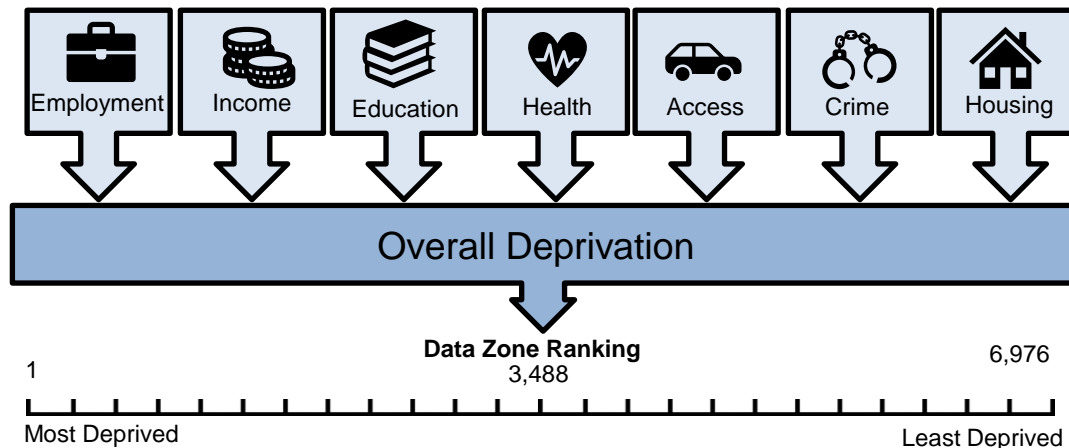 Employment
Income
Education
Health
Access
Crime
Housing
Overall Deprivation
Data Zone Ranking
1
3,488
6,976
Most Deprived
Least Deprived